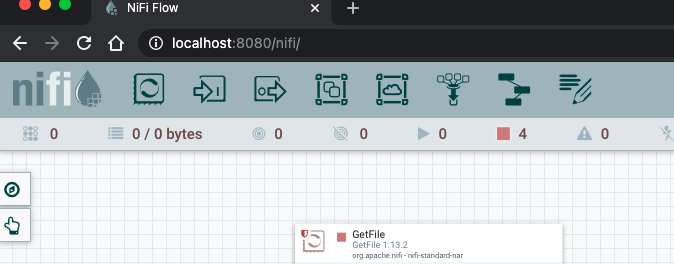 NiFi Flow
localhost:8080/nifi/
nifi
0 0 / 0 bytes 0 0 0 4 0
GetFile
GetFile 1.13.2
org.apache.nifi - nifi-standard-nar